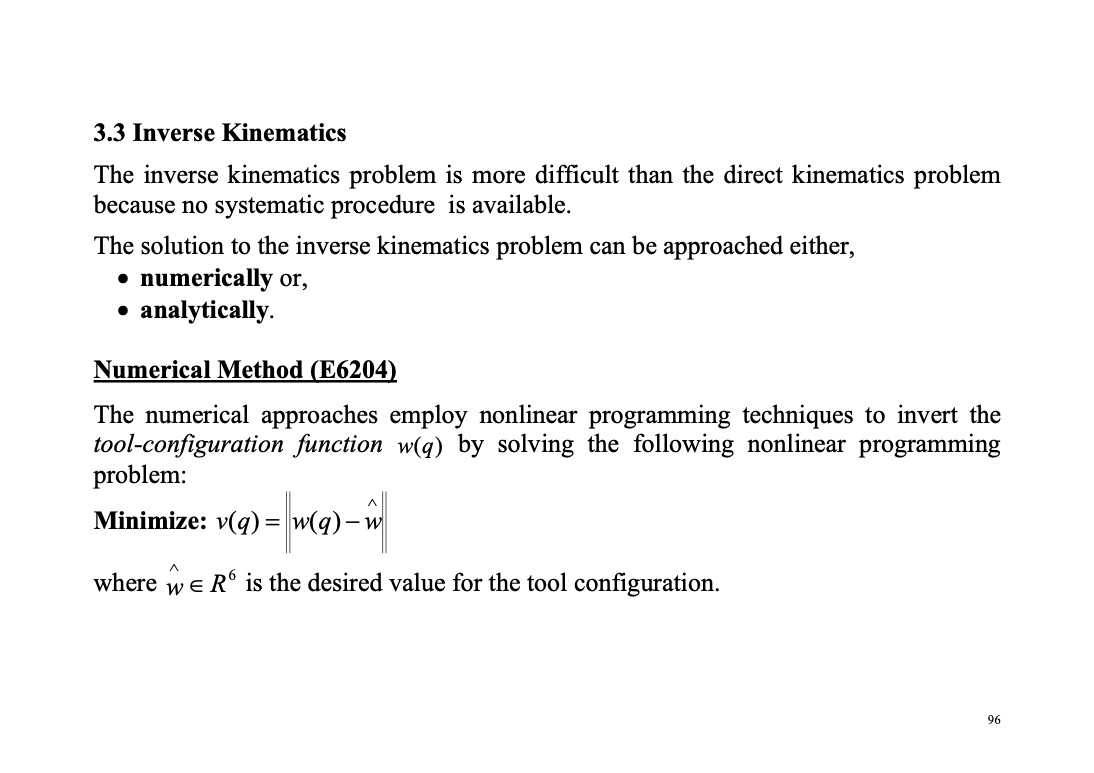 3.3 Inverse Kinematics
The inverse kinematics problem is more difficult than the direct kinematics problem
because no systematic procedure is available.
The solution to the inverse kinematics problem can be approached either,
• numerically or,
• analytically.
Numerical Method (E6204)
The numerical approaches employ nonlinear programming techniques to invert the
tool-configuration function w(q) by solving the following nonlinear programming
problem:
Minimize: v(q) = ‖w(q) − ŵ‖
where ŵ ∈ R⁶ is the desired value for the tool configuration.
96